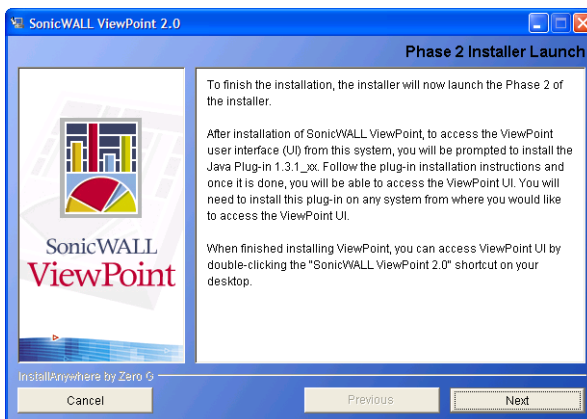 SonicWALL ViewPoint 2.0
Phase 2 Installer Launch
To finish the installation, the installer will now launch the Phase 2 of
the installer.
After installation of SonicWALL ViewPoint, to access the ViewPoint
user interface (UI) from this system, you will be prompted to install the
Java Plug-in 1.3.1_xx. Follow the plug-in installation instructions and
once it is done, you will be able to access the ViewPoint UI. You will
need to install this plug-in on any system from where you would like
to access the ViewPoint UI.
When finished installing ViewPoint, you can access ViewPoint UI by
double-clicking the "SonicWALL ViewPoint 2.0" shortcut on your
desktop.
SonicWALL
ViewPoint
InstallAnywhere by Zero G
Cancel
Previous
Next